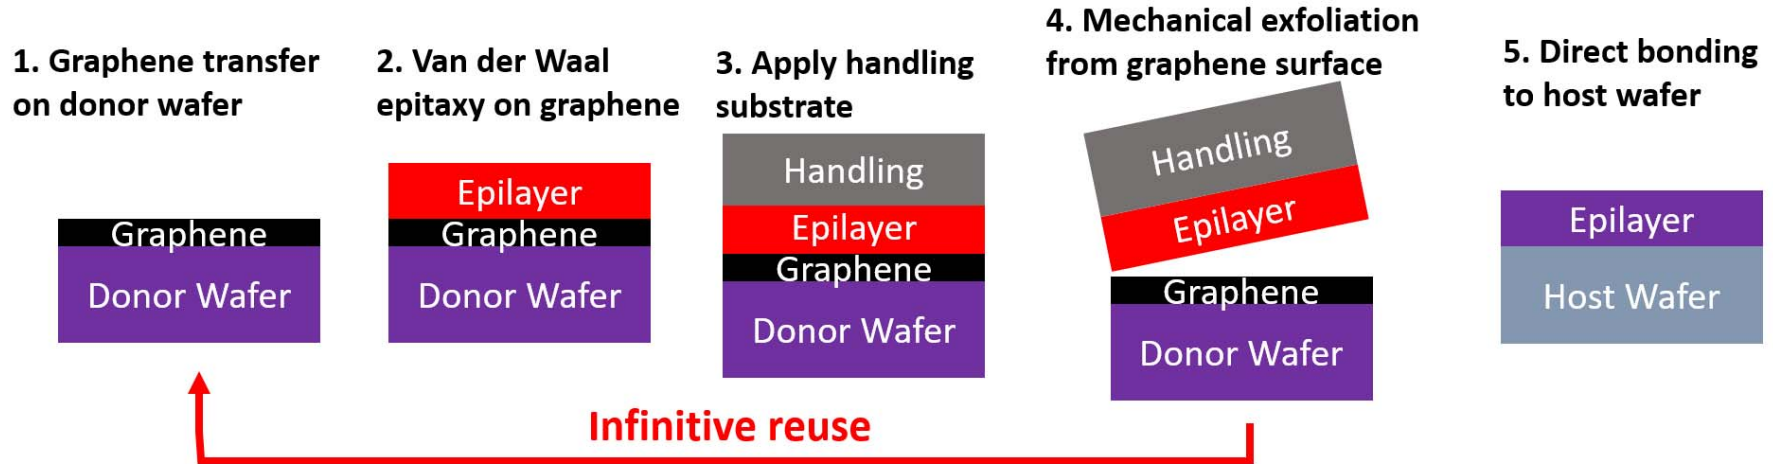 1. Graphene transfer
on donor wafer
Graphene
Donor Wafer
2. Van der Waal
epitaxy on graphene
Epilayer
Graphene
Donor Wafer
3. Apply handling
substrate
Handling
Epilayer
Graphene
Donor Wafer
4. Mechanical exfoliation
from graphene surface
Handling
Epilayer
Graphene
Donor Wafer
5. Direct bonding
to host wafer
Epilayer
Host Wafer
Infinitive reuse